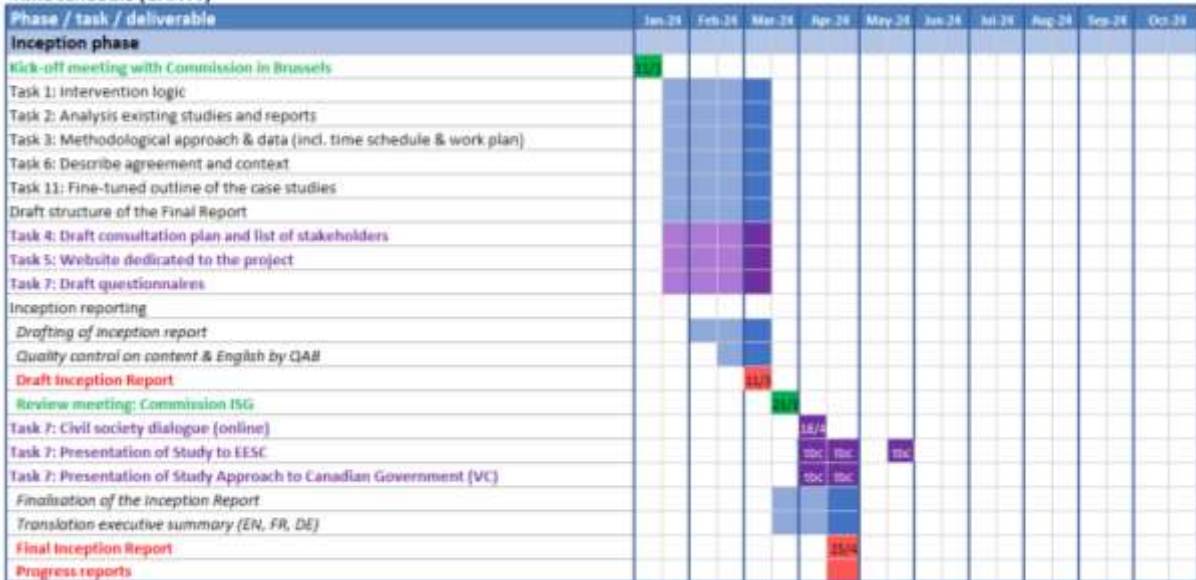 Phase / task / deliverable Jan-24 Feb-24 Mar-24 Apr-24 May-24 Jun-24 Jul-24 Aug-24 Sep-24 Oct-24
Inception phase
Kick-off meeting with Commission in Brussels
Task 1: Intervention logic
Task 2: Analysis existing studies and reports
Task 3: Methodological approach & data (incl. time schedule & work plan)
Task 6: Describe agreement and context
Task 11: Fine-tuned outline of the case studies
Draft structure of the Final Report
Task 4: Draft consultation plan and list of stakeholders
Task 5: Website dedicated to the project
Task 7: Draft questionnaires
Inception reporting
Drafting of inception report
Quality control on content & English by QAB
Draft Inception Report 11/3
Review meeting: Commission ISG
Task 7: Civil society dialogue (online) 18/4
Task 7: Presentation of Study to EESC tbc tbc tbc
Task 7: Presentation of Study Approach to Canadian Government (VC) tbc tbc
Finalisation of the Inception Report
Translation executive summary (EN, FR, DE)
Final Inception Report 25/4
Progress reports